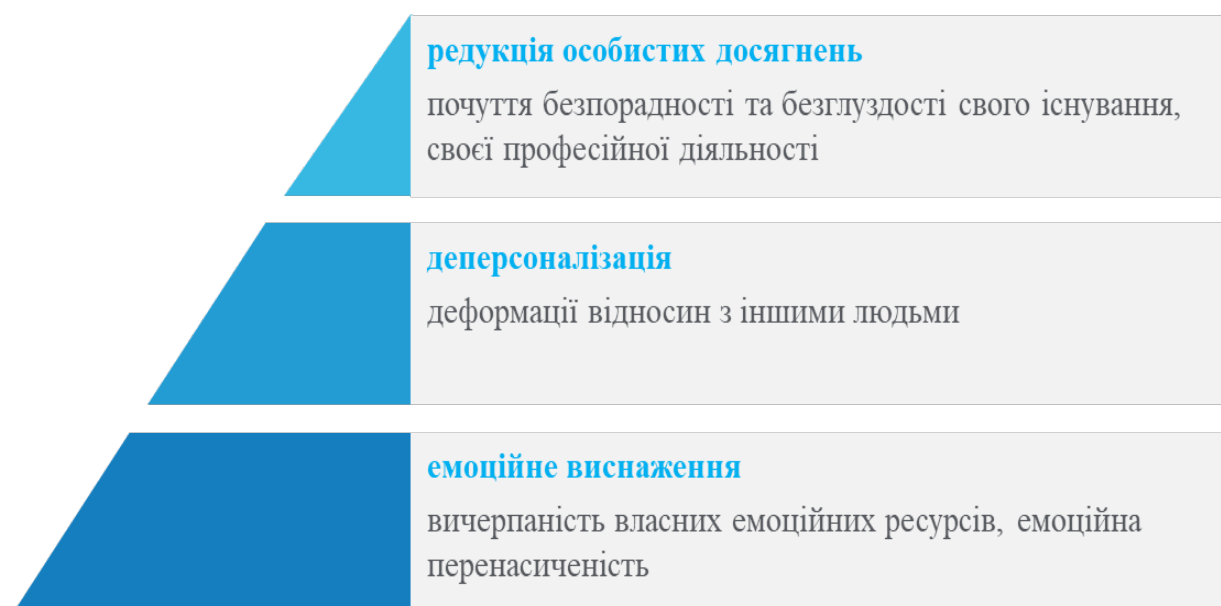 редукція особистих досягнень
почуття безпорадності та безглуздості свого існування,
своєї професійної діяльності
деперсоналізація
деформації відносин з іншими людьми
емоційне виснаження
вичерпаність власних емоційних ресурсів, емоційна
перенасиченість